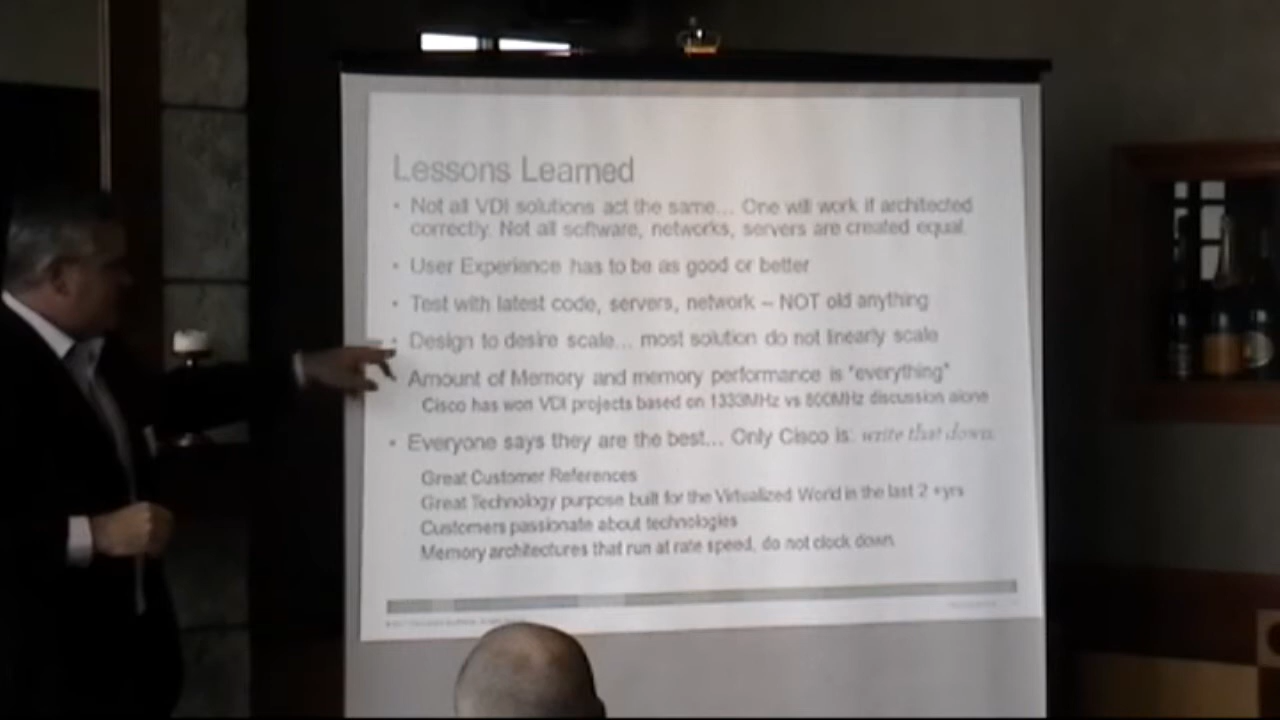 Lessons Learned
• Not all VDI solutions act the same... One will work if architected
correctly. Not all software, networks, servers are created equal.
• User Experience has to be as good or better
• Test with latest code, servers, network – NOT old anything
• Design to desire scale... most solution do not linearly scale
Amount of Memory and memory performance is "everything"
Cisco has won VDI projects based on 1333MHz vs 800MHz discussion alone
• Everyone says they are the best... Only Cisco is: write that down.
Great Customer References
Great Technology purpose built for the Virtualized World in the last 2 +yrs
Customers passionate about technologies
Memory architectures that run at rate speed, do not clock down.